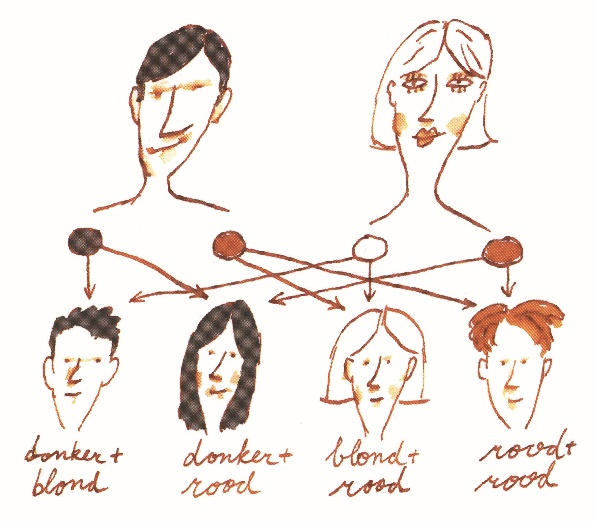 donker +
blond
donker +
rood
blond +
rood
rood +
rood